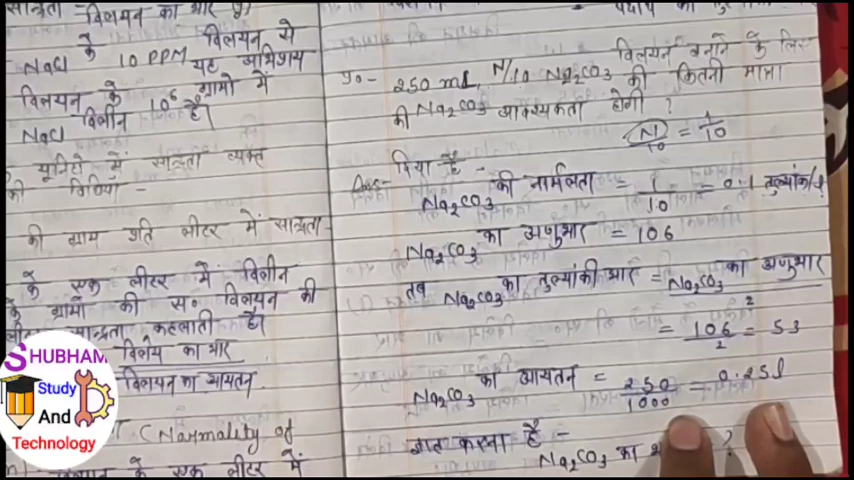 सान्द्रता = विलयन का भार
NaCl के 10 PPM विलयन से
यह अभिप्राय
विलयन के 10⁶ ग्रामो में
NaCl विलीन है।
यूनिटो में सान्द्रता व्यक्त
की विधिया -
की ग्राम प्रति लीटर में सान्द्रता-
के एक लीटर में विलीन
के ग्रामो की स० विलयन की
सान्द्रता कहलाती है।
विलेय का भार
विलयन का आयतन
(Normality of
के एक लीटर में
SHUBHAM
Study
And
Technology
विलयन बनाने के लिए
प्र०- 250 ml, N/10 Na₂CO₃ की कितनी मात्रा
की Na₂CO₃ आवश्यकता होगी ?
N/10 = 1/10
दिया है -
Ans- Na₂CO₃ की नार्मलता = 1/10 = 0.1 तुल्यांक/l
Na₂CO₃ का अणुभार = 106
तब Na₂CO₃ का तुल्यांकी भार = Na₂CO₃ का अणुभार
2
= 106/2 = 53
Na₂CO₃ का आयतन = 250/1000 = 0.25l
ज्ञात करना है -
Na₂CO₃ का ?